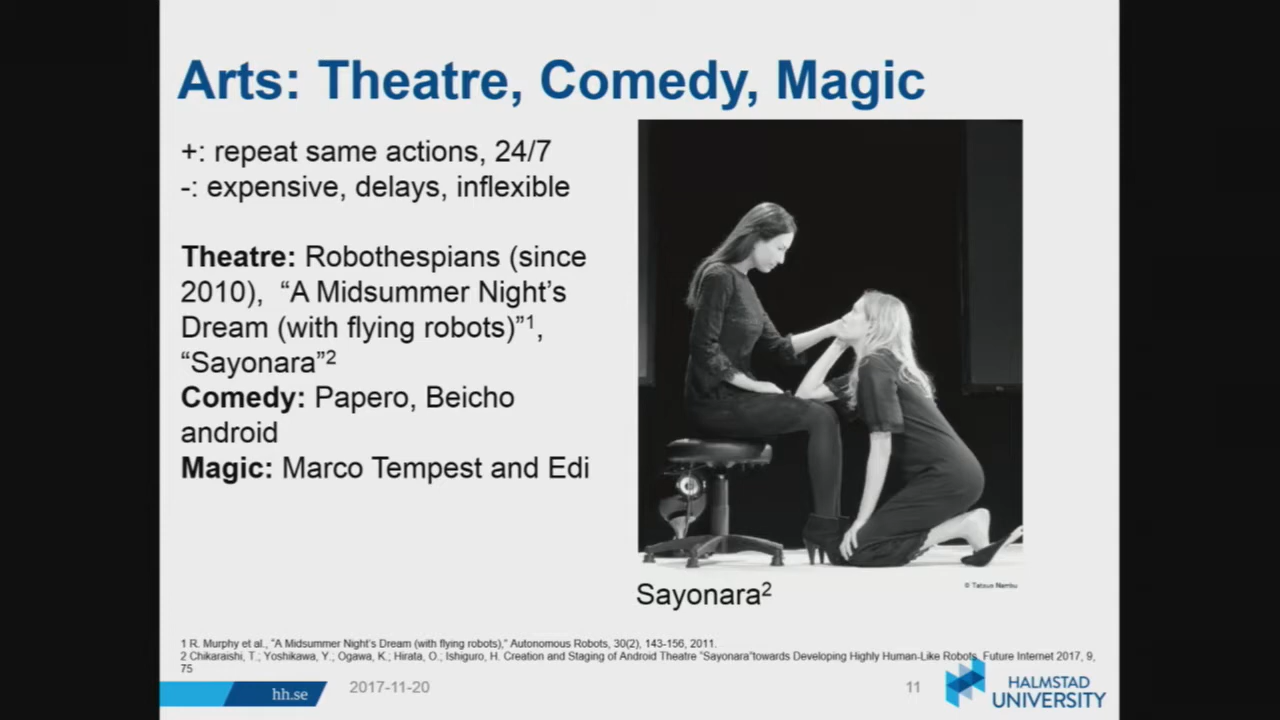 Arts: Theatre, Comedy, Magic
+: repeat same actions, 24/7
-: expensive, delays, inflexible
Theatre: Robothespians (since
2010),  “A Midsummer Night’s
Dream (with flying robots)”1,
“Sayonara”2
Comedy: Papero, Beicho
android
Magic: Marco Tempest and Edi
© Tatsuo Nambu
Sayonara2
1 R. Murphy et al., “A Midsummer Night’s Dream (with flying robots),” Autonomous Robots, 30(2), 143-156, 2011.
2 Chikaraishi, T.; Yoshikawa, Y.; Ogawa, K.; Hirata, O.; Ishiguro, H. Creation and Staging of Android Theatre “Sayonara”towards Developing Highly Human-Like Robots. Future Internet 2017, 9,
75
hh.se
2017-11-20
11
HALMSTAD
UNIVERSITY